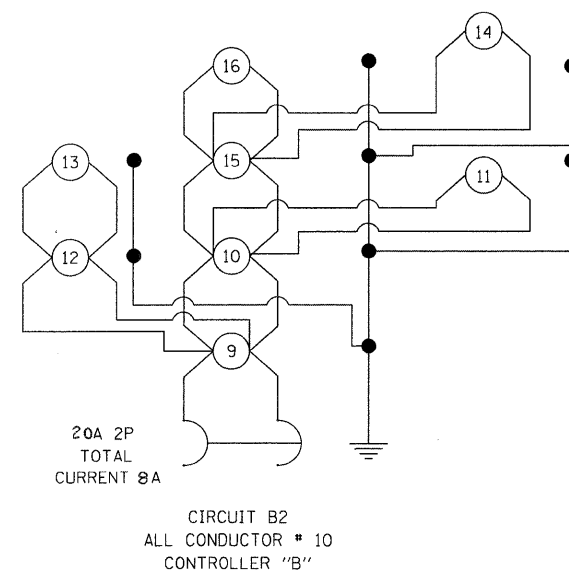 14
16
15
13
11
12
10
9
20A 2P
TOTAL
CURRENT 8A
CIRCUIT B2
ALL CONDUCTOR # 10
CONTROLLER "B"